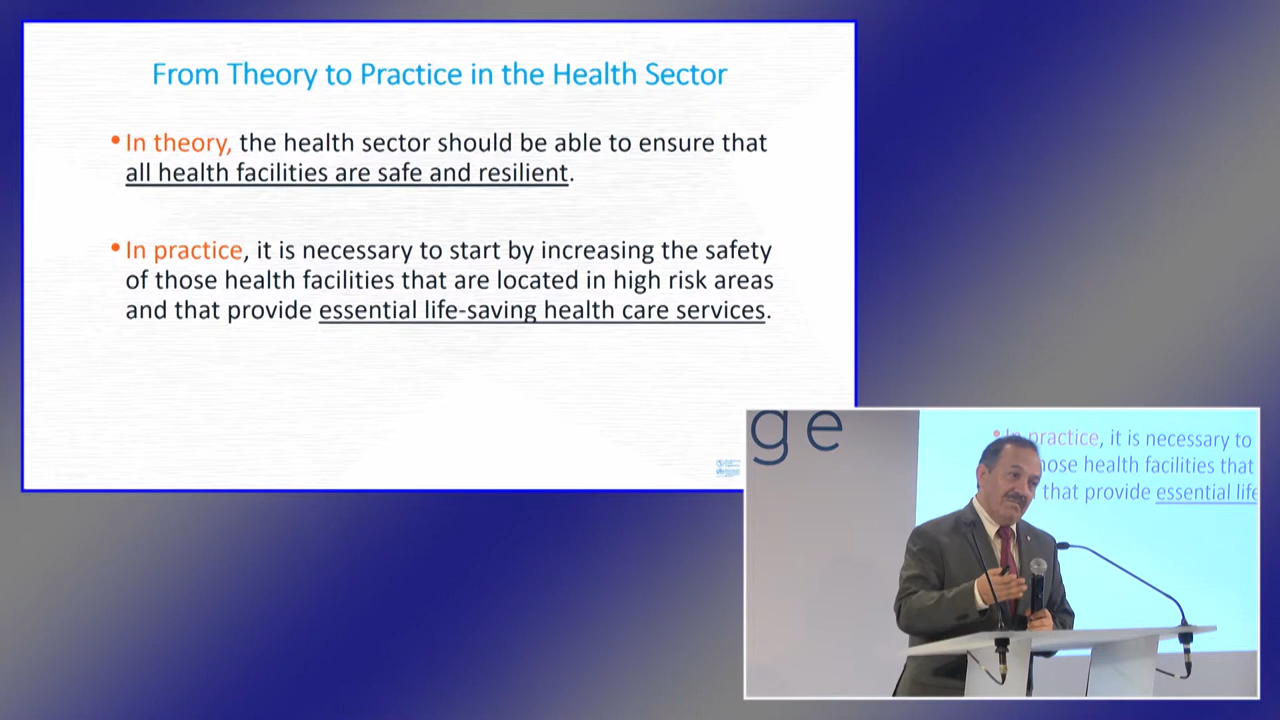 From Theory to Practice in the Health Sector
• In theory, the health sector should be able to ensure that
all health facilities are safe and resilient.
• In practice, it is necessary to start by increasing the safety
of those health facilities that are located in high risk areas
and that provide essential life-saving health care services.
ge
• In practice, it is necessary to
hose health facilities that
that provide essential life